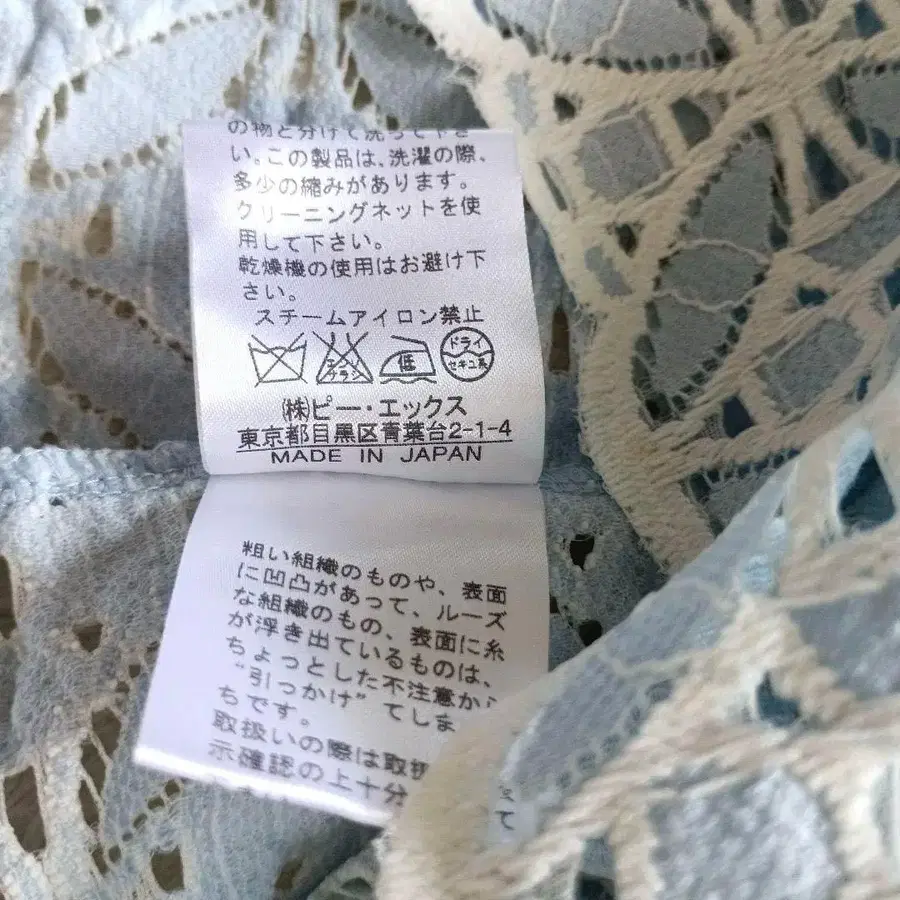 の物と分けて洗って下さ
い。この製品は、洗濯の際、
多少の縮みがあります。
クリーニングネットを使
用して下さい。
乾燥機の使用はお避け下
さい。
スチームアイロン禁止
エンソ
サラシ
低
ドライ
セキユ系
(株)ピー・エックス
東京都目黒区青葉台2-1-4
MADE IN JAPAN
粗い組織のものや、表面
に凹凸があって、ルーズ
な組織のもの、表面に糸
が浮き出ているものは、
ちょっとした不注意から
“引っかけ”てしま
ちです。
取扱いの際は取扱
示確認の上十分
て